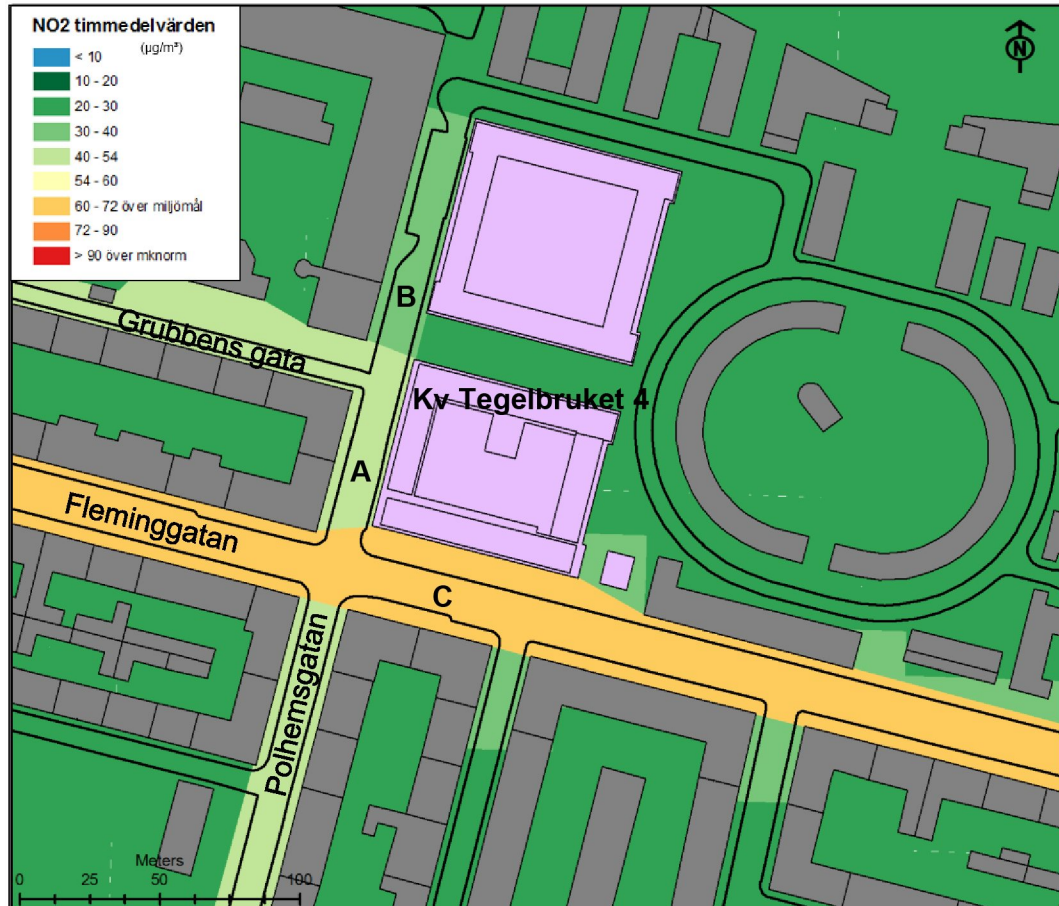 NO2 timmedelvärden
(µg/m³)
< 10
10 - 20
20 - 30
30 - 40
40 - 54
54 - 60
60 - 72 över miljömål
72 - 90
> 90 över mknorm
N
B
Grubbens gata
Kv Tegelbruket 4
A
Fleminggatan
C
Polhemsgatan
Meters
0 25 50 100